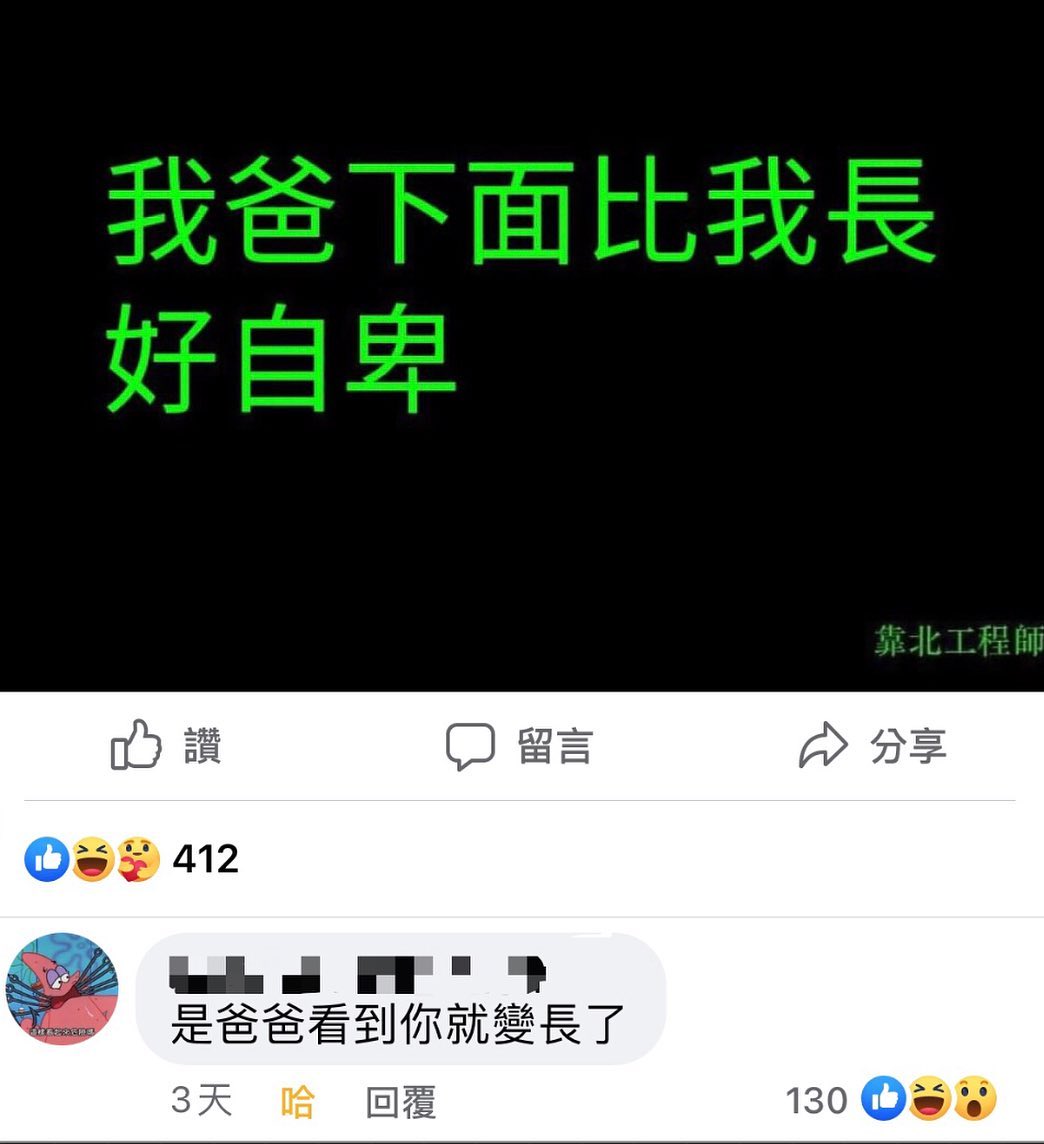 我爸下面比我長
好自卑
靠北工程師
讚
留言
分享
412
是爸爸看到你就變長了
3天 哈 回覆 130